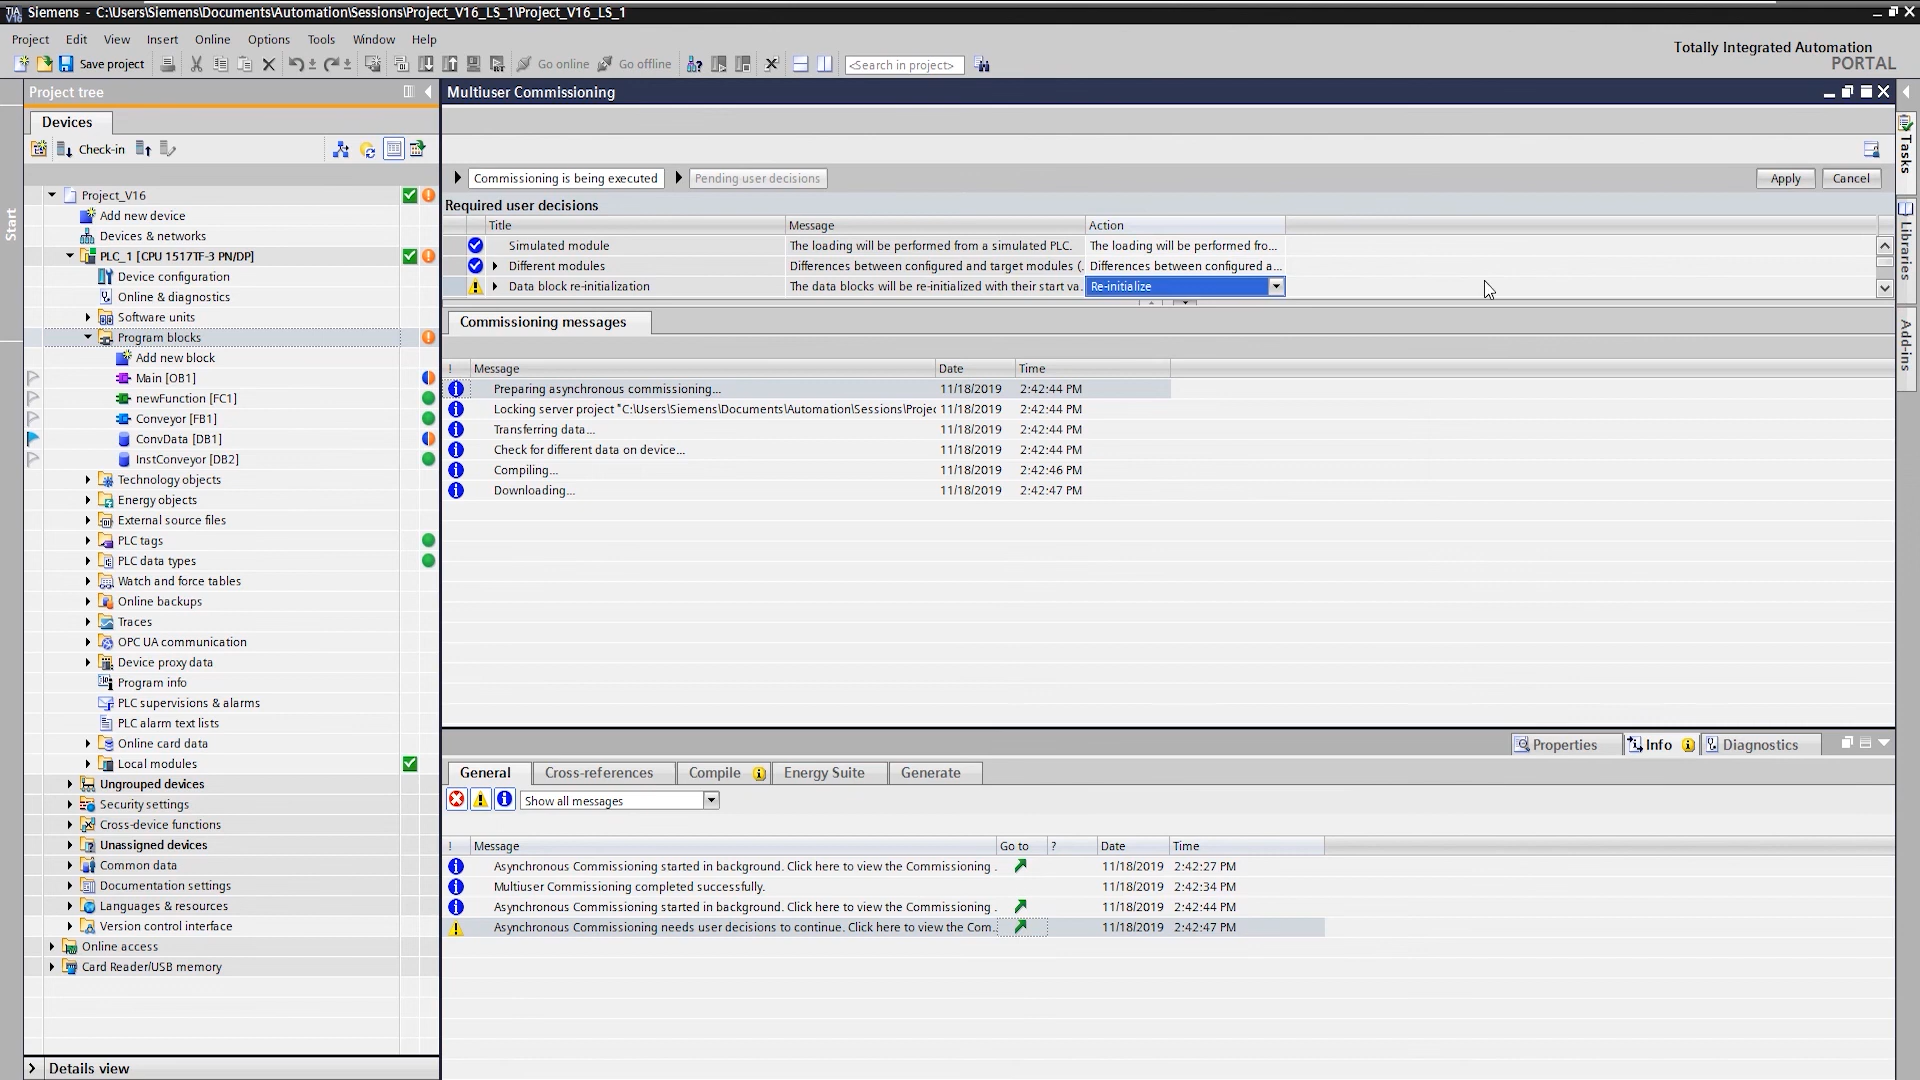 Siemens - C:\Users\Siemens\Documents\Automation\Sessions\Project_V16_LS_1\Project_V16_LS_1
Project Edit View Insert Online Options Tools Window Help
Totally Integrated Automation
PORTAL
Save project Go online Go offline <Search in project>
Project tree
Devices
Check-in
Start
Project_V16
Add new device
Devices & networks
PLC_1 [CPU 1517TF-3 PN/DP]
Device configuration
Online & diagnostics
Software units
Program blocks
Add new block
Main [OB1]
newFunction [FC1]
Conveyor [FB1]
ConvData [DB1]
InstConveyor [DB2]
Technology objects
Energy objects
External source files
PLC tags
PLC data types
Watch and force tables
Online backups
Traces
OPC UA communication
Device proxy data
Program info
PLC supervisions & alarms
PLC alarm text lists
Online card data
Local modules
Ungrouped devices
Security settings
Cross-device functions
Unassigned devices
Common data
Documentation settings
Languages & resources
Version control interface
Online access
Card Reader/USB memory
Details view
Multiuser Commissioning
Commissioning is being executed Pending user decisions Apply Cancel
Required user decisions
Title Message Action
Simulated module The loading will be performed from a simulated PLC. The loading will be performed fro...
Different modules Differences between configured and target modules (. Differences between configured a...
Data block re-initialization The data blocks will be re-initialized with their start va. Re-initialize
Commissioning messages
! Message Date Time
Preparing asynchronous commissioning... 11/18/2019 2:42:44 PM
Locking server project "C:\Users\Siemens\Documents\Automation\Sessions\Projec 11/18/2019 2:42:44 PM
Transferring data... 11/18/2019 2:42:44 PM
Check for different data on device... 11/18/2019 2:42:44 PM
Compiling... 11/18/2019 2:42:46 PM
Downloading... 11/18/2019 2:42:47 PM
Properties Info Diagnostics
General Cross-references Compile Energy Suite Generate
Show all messages
! Message Go to ? Date Time
Asynchronous Commissioning started in background. Click here to view the Commissioning . 11/18/2019 2:42:27 PM
Multiuser Commissioning completed successfully. 11/18/2019 2:42:34 PM
Asynchronous Commissioning started in background. Click here to view the Commissioning . 11/18/2019 2:42:44 PM
Asynchronous Commissioning needs user decisions to continue. Click here to view the Com.. 11/18/2019 2:42:47 PM
Tasks
Libraries
Add-ins